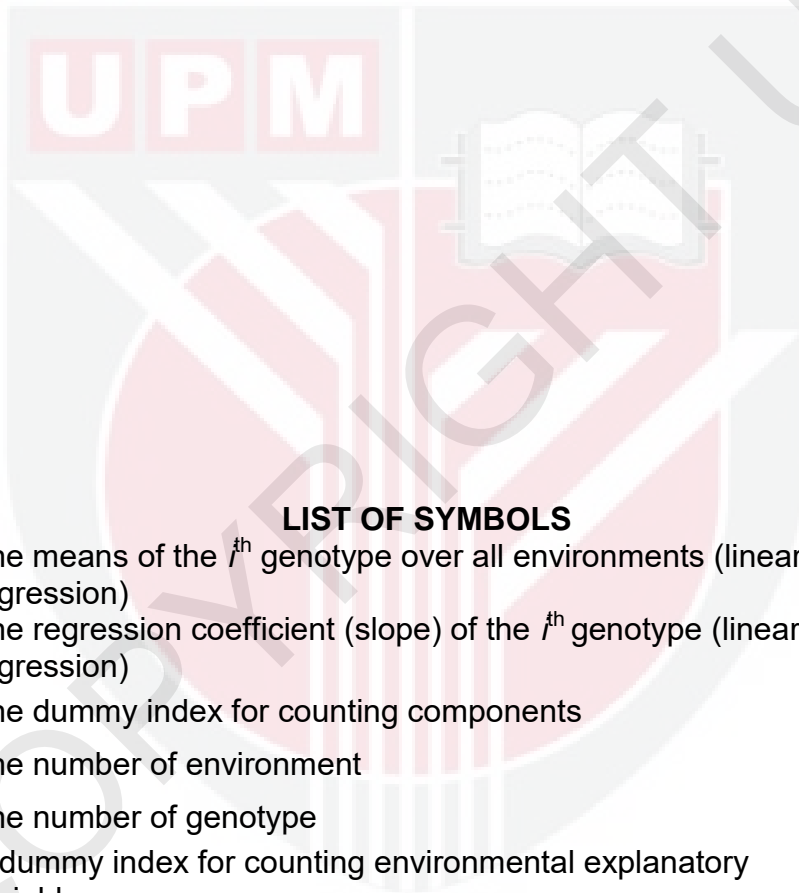 UPM
LIST OF SYMBOLS
he means of the iᵗʰ genotype over all environments (linear
gression)
he regression coefficient (slope) of the iᵗʰ genotype (linear
gression)
he dummy index for counting components
he number of environment
he number of genotype
dummy index for counting environmental explanatory